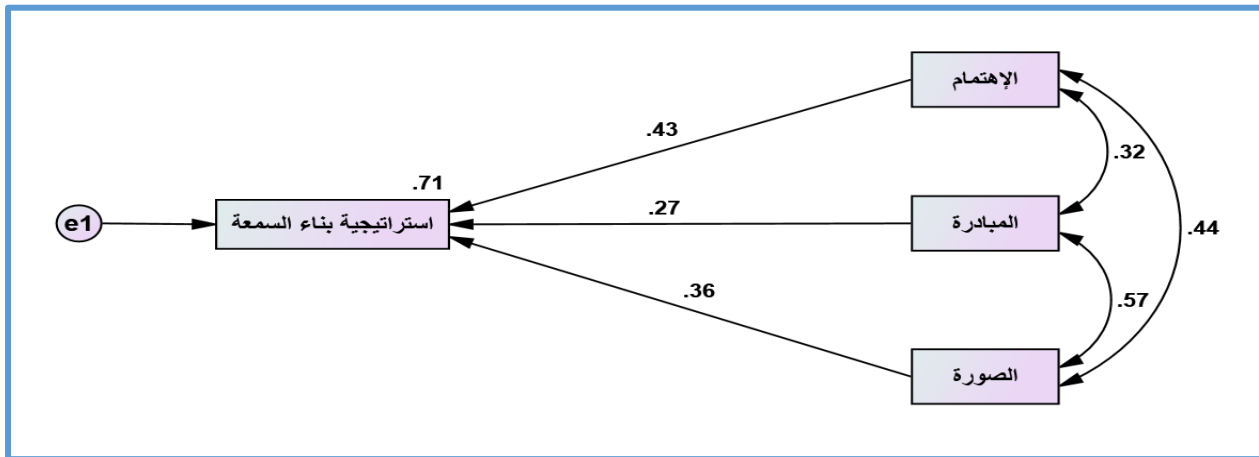 الإهتمام
.43
.32
.71
e1
استراتيجية بناء السمعة
.27
المبادرة
.44
.36
.57
الصورة